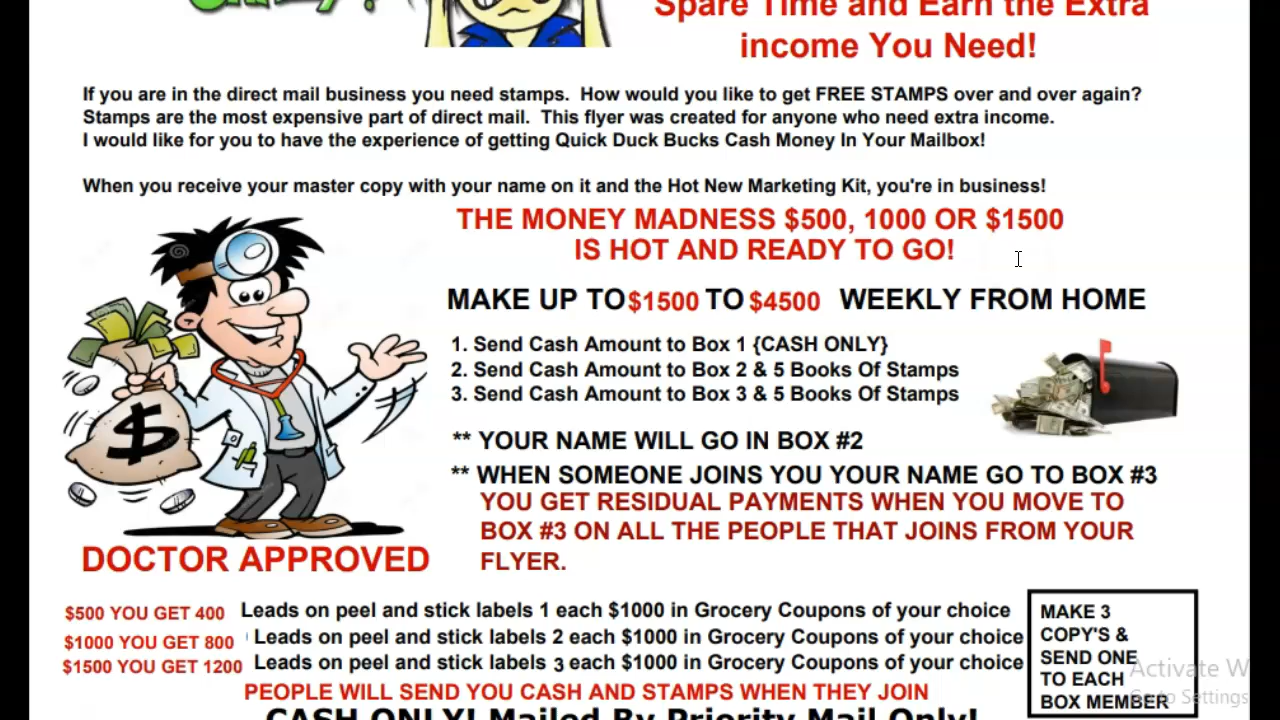 Spare Time and Earn the Extra
income You Need!
If you are in the direct mail business you need stamps. How would you like to get FREE STAMPS over and over again?
Stamps are the most expensive part of direct mail. This flyer was created for anyone who need extra income.
I would like for you to have the experience of getting Quick Duck Bucks Cash Money In Your Mailbox!
When you receive your master copy with your name on it and the Hot New Marketing Kit, you're in business!
THE MONEY MADNESS $500, 1000 OR $1500
IS HOT AND READY TO GO!
MAKE UP TO $1500 TO $4500 WEEKLY FROM HOME
1. Send Cash Amount to Box 1 {CASH ONLY}
2. Send Cash Amount to Box 2 & 5 Books Of Stamps
3. Send Cash Amount to Box 3 & 5 Books Of Stamps
** YOUR NAME WILL GO IN BOX #2
** WHEN SOMEONE JOINS YOU YOUR NAME GO TO BOX #3
YOU GET RESIDUAL PAYMENTS WHEN YOU MOVE TO
BOX #3 ON ALL THE PEOPLE THAT JOINS FROM YOUR
FLYER.
$
DOCTOR APPROVED
$500 YOU GET 400 Leads on peel and stick labels 1 each $1000 in Grocery Coupons of your choice
$1000 YOU GET 800 Leads on peel and stick labels 2 each $1000 in Grocery Coupons of your choice
$1500 YOU GET 1200 Leads on peel and stick labels 3 each $1000 in Grocery Coupons of your choice
PEOPLE WILL SEND YOU CASH AND STAMPS WHEN THEY JOIN
CASH ONLY! Mailed By Priority Mail Only!
MAKE 3
COPY'S &
SEND ONE
TO EACH
BOX MEMBER
Activate W
Go to Settings